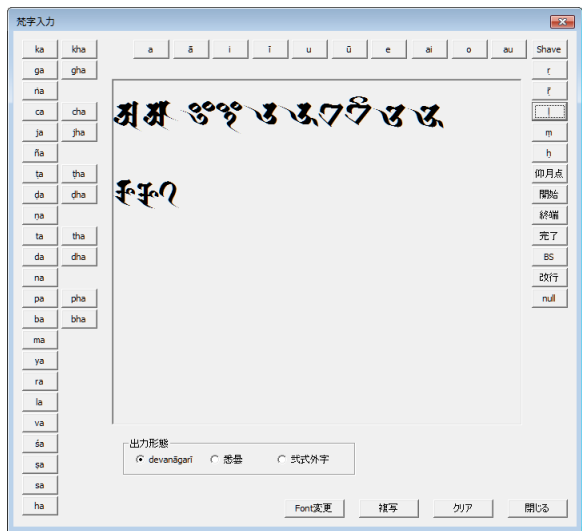 梵字入力
ka kha a ā i ī u ū e ai o au Shave
ga gha ṛ
ṅa ṝ
ca cha ḷ
ja jha ṃ
ña ḥ
ṭa ṭha 仰月点
ḍa ḍha 開始
ṇa 終端
ta tha 完了
da dha BS
na 改行
pa pha null
ba bha
ma
ya
ra
la
va
śa
ṣa
sa
ha
𑖀𑖁 𑖂𑖃 𑖄𑖅𑖊𑖋𑖌𑖍
𑖆𑖇𑖈
出力形態
devanāgarī 悉曇 弐式外字
Font変更 複写 クリア 閉じる